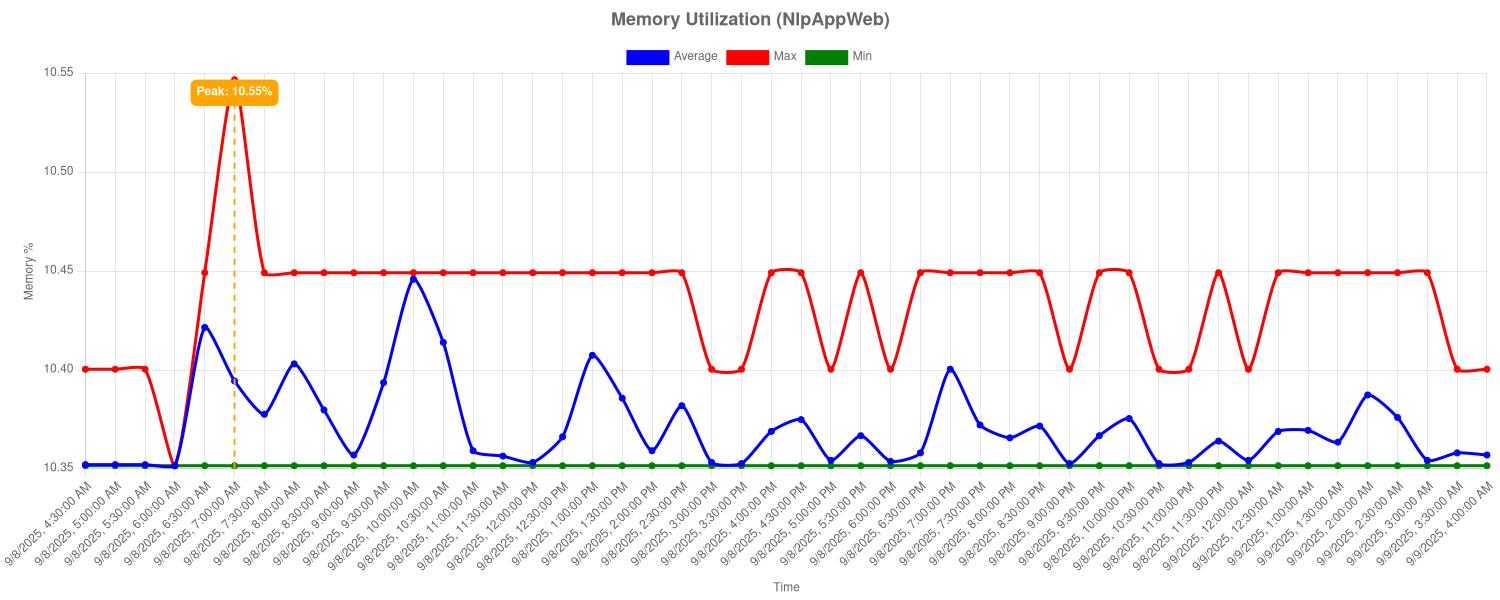 Memory Utilization (NlpAppWeb)
Average Max Min
10.55
Peak: 10.55%
10.50
10.45
Memory %
10.40
10.35
9/8/2025, 4:30:00 AM
9/8/2025, 5:00:00 AM
9/8/2025, 5:30:00 AM
9/8/2025, 6:00:00 AM
9/8/2025, 6:30:00 AM
9/8/2025, 7:00:00 AM
9/8/2025, 7:30:00 AM
9/8/2025, 8:00:00 AM
9/8/2025, 8:30:00 AM
9/8/2025, 9:00:00 AM
9/8/2025, 9:30:00 AM
9/8/2025, 10:00:00 AM
9/8/2025, 10:30:00 AM
9/8/2025, 11:00:00 AM
9/8/2025, 11:30:00 AM
9/8/2025, 12:00:00 PM
9/8/2025, 12:30:00 PM
9/8/2025, 1:00:00 PM
9/8/2025, 1:30:00 PM
9/8/2025, 2:00:00 PM
9/8/2025, 2:30:00 PM
9/8/2025, 3:00:00 PM
9/8/2025, 3:30:00 PM
9/8/2025, 4:00:00 PM
9/8/2025, 4:30:00 PM
9/8/2025, 5:00:00 PM
9/8/2025, 5:30:00 PM
9/8/2025, 6:00:00 PM
9/8/2025, 6:30:00 PM
9/8/2025, 7:00:00 PM
9/8/2025, 7:30:00 PM
9/8/2025, 8:00:00 PM
9/8/2025, 8:30:00 PM
9/8/2025, 9:00:00 PM
9/8/2025, 9:30:00 PM
9/8/2025, 10:00:00 PM
9/8/2025, 10:30:00 PM
9/8/2025, 11:00:00 PM
9/8/2025, 11:30:00 PM
9/9/2025, 12:00:00 AM
9/9/2025, 12:30:00 AM
9/9/2025, 1:00:00 AM
9/9/2025, 1:30:00 AM
9/9/2025, 2:00:00 AM
9/9/2025, 2:30:00 AM
9/9/2025, 3:00:00 AM
9/9/2025, 3:30:00 AM
9/9/2025, 4:00:00 AM
Time